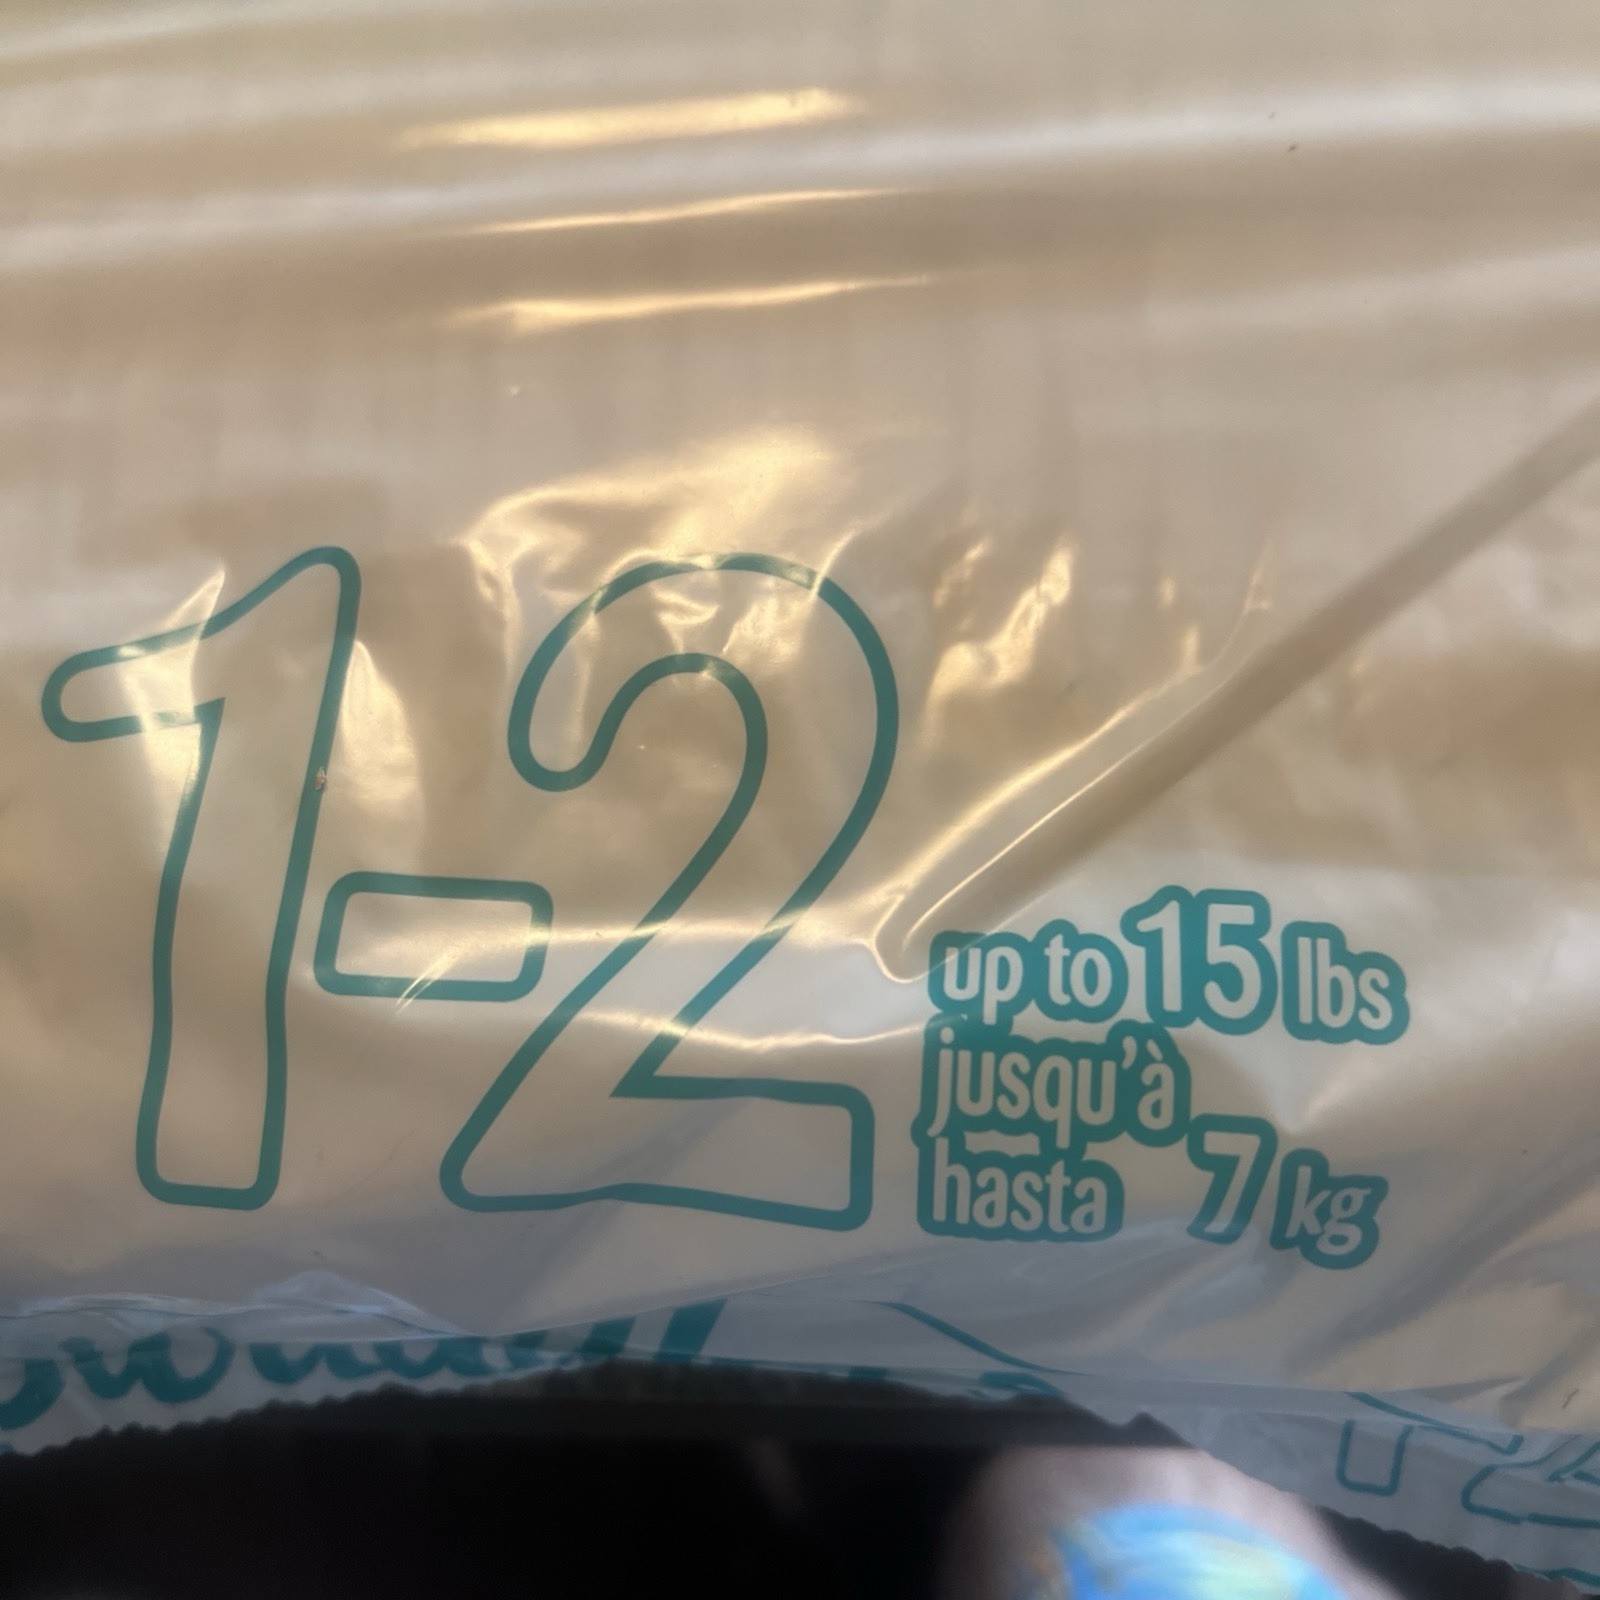 1-2
up to 15 lbs
jusqu'à
hasta 7 kg